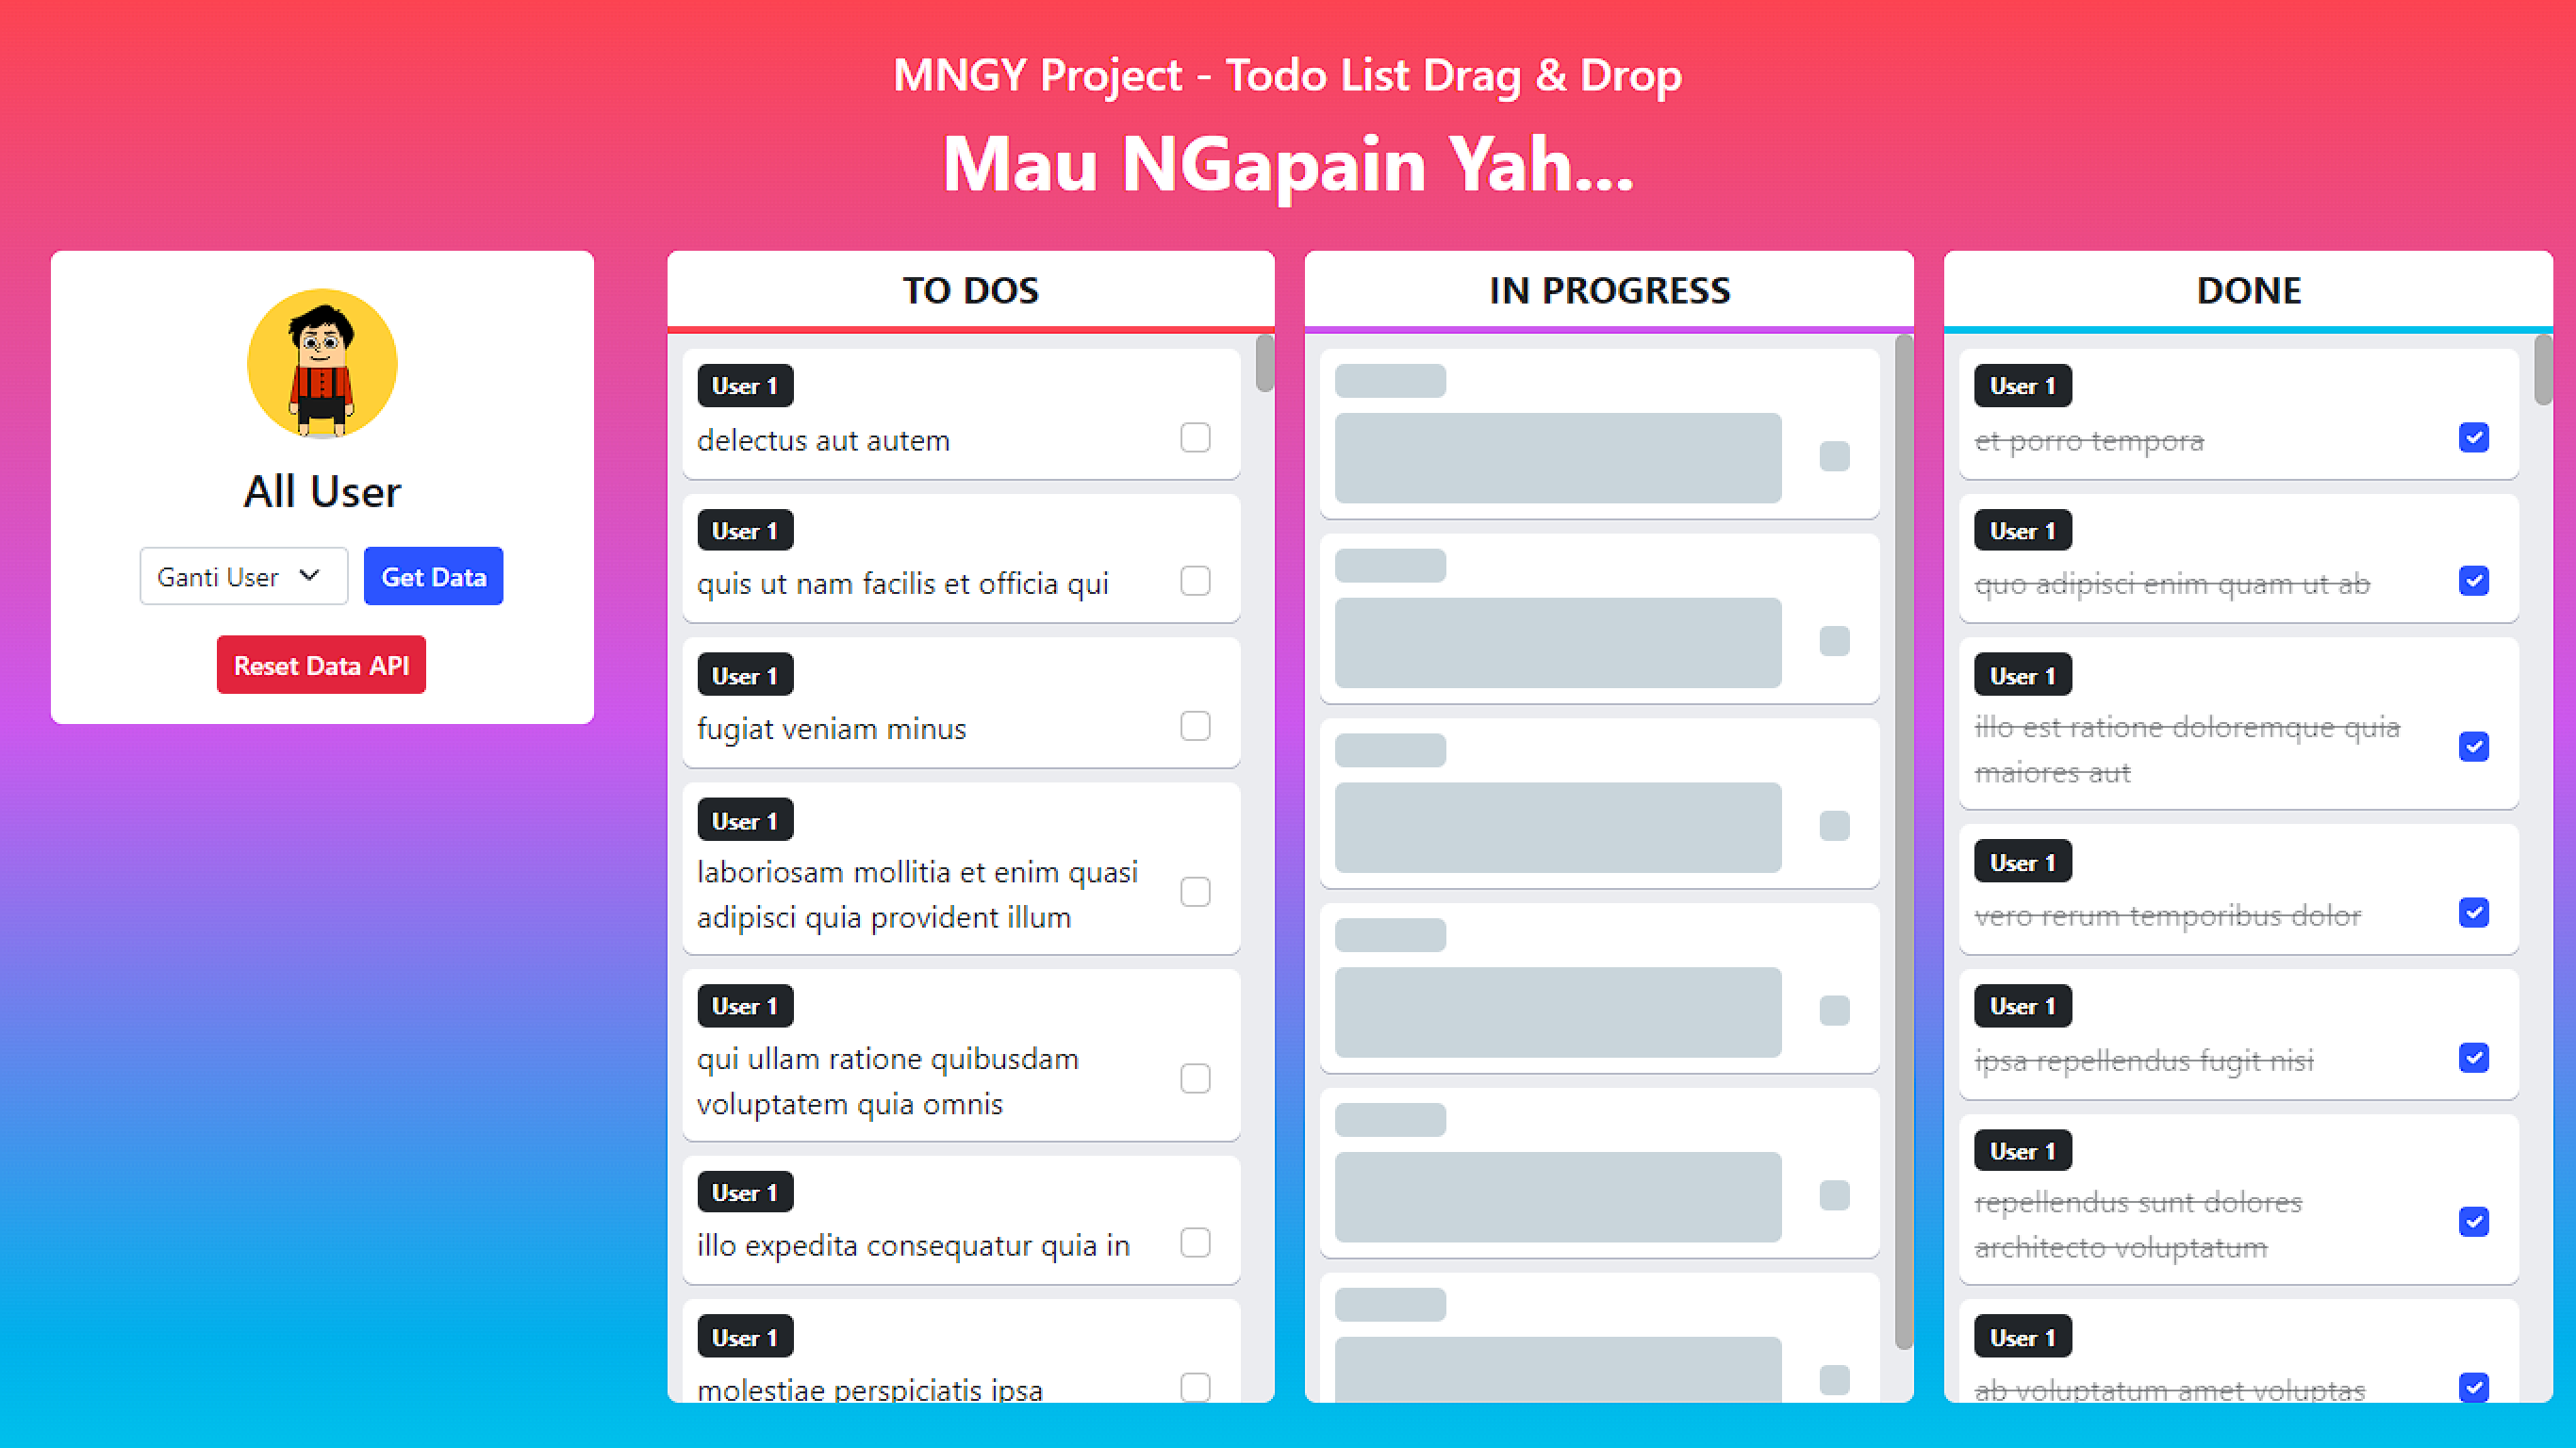 MNGY Project - Todo List Drag & Drop
Mau NGapain Yah...
All User
Ganti User
Get Data
Reset Data API
TO DOS
User 1
delectus aut autem
User 1
quis ut nam facilis et officia qui
User 1
fugiat veniam minus
User 1
laboriosam mollitia et enim quasi
adipisci quia provident illum
User 1
qui ullam ratione quibusdam
voluptatem quia omnis
User 1
illo expedita consequatur quia in
User 1
molestiae perspiciatis ipsa
IN PROGRESS
DONE
User 1
et porro tempora
User 1
quo adipisci enim quam ut ab
User 1
illo est ratione doloremque quia
maiores aut
User 1
vero rerum temporibus dolor
User 1
ipsa repellendus fugit nisi
User 1
repellendus sunt dolores
architecto voluptatum
User 1
ab voluptatum amet voluptas